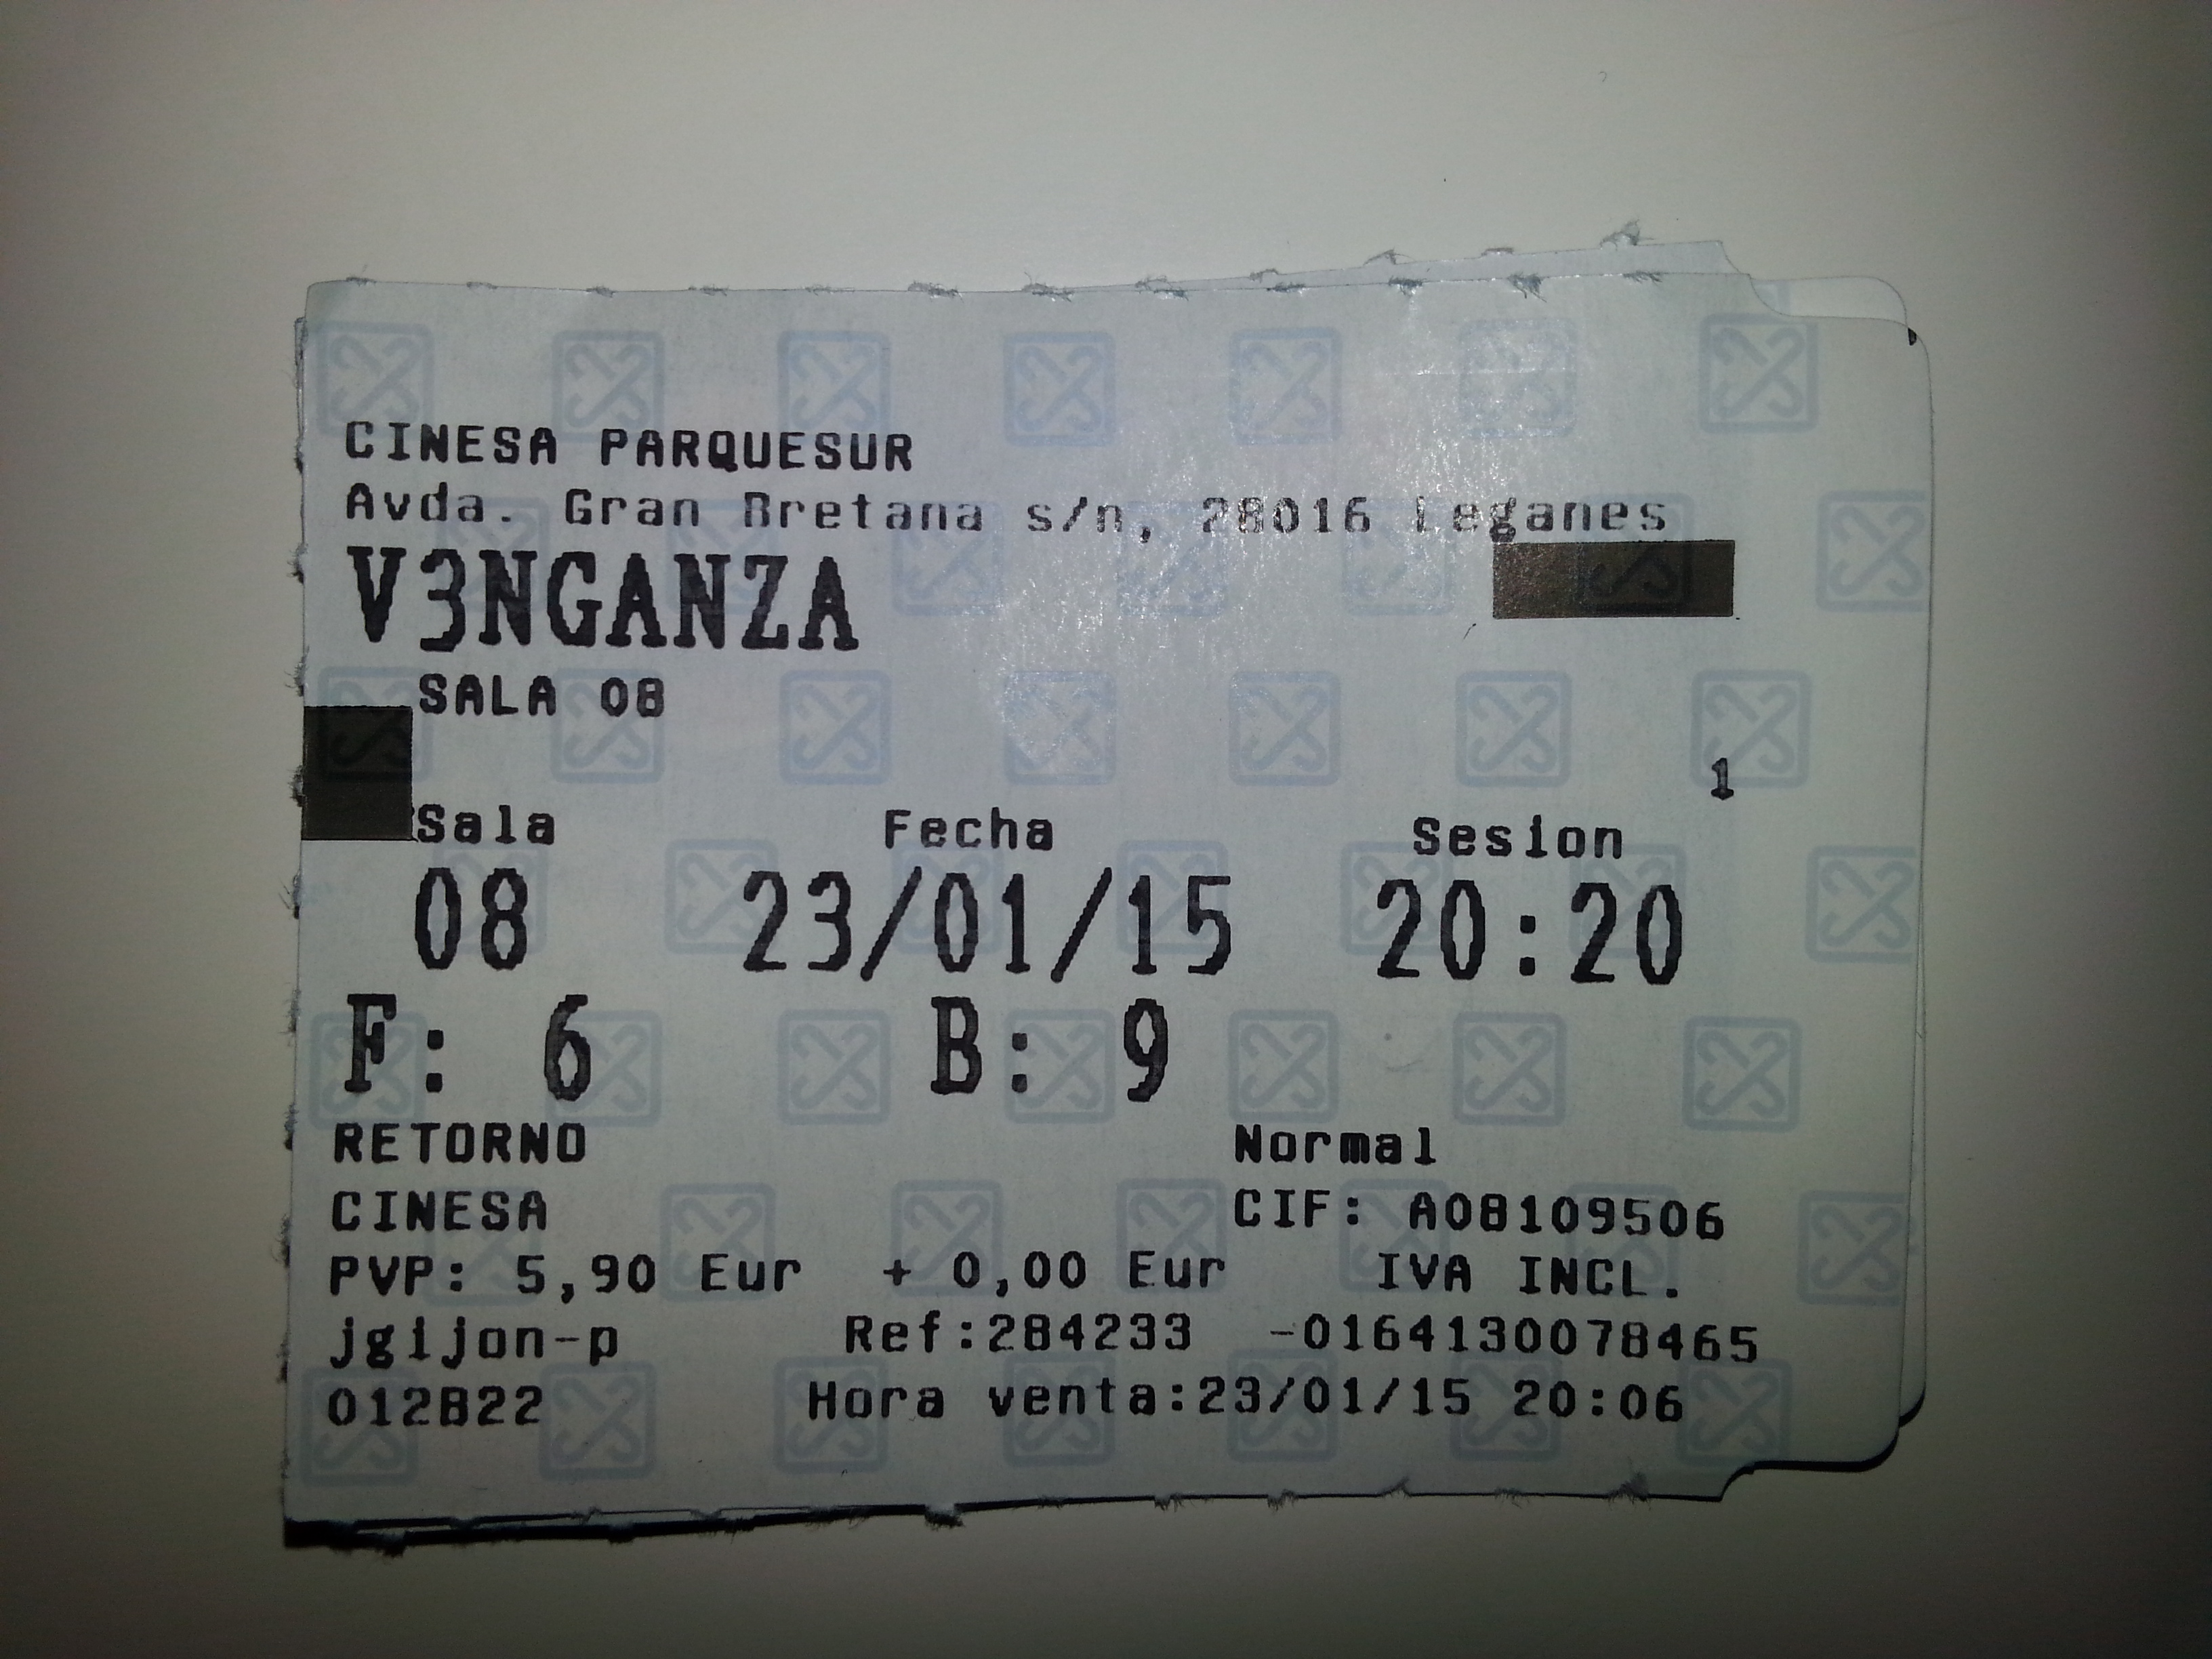 CINESA PARQUESUR
Avda. Gran Bretana s/n, 28016 Leganes
V3NGANZA
SALA 08
1
Sala Fecha Sesion
08 23/01/15 20:20
F: 6 B: 9
RETORNO Normal
CINESA CIF: A08109506
PVP: 5,90 Eur + 0,00 Eur IVA INCL.
jgijon-p Ref:284233 -0164130078465
012B22 Hora venta:23/01/15 20:06